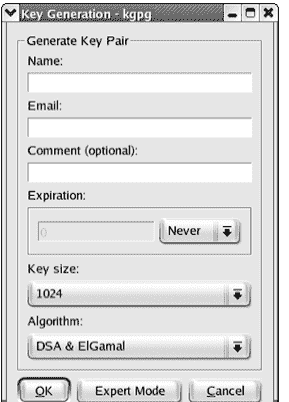 Key Generation - kgpg
Generate Key Pair
Name:
Email:
Comment (optional):
Expiration:
0 Never
Key size:
1024
Algorithm:
DSA & ElGamal
OK Expert Mode Cancel